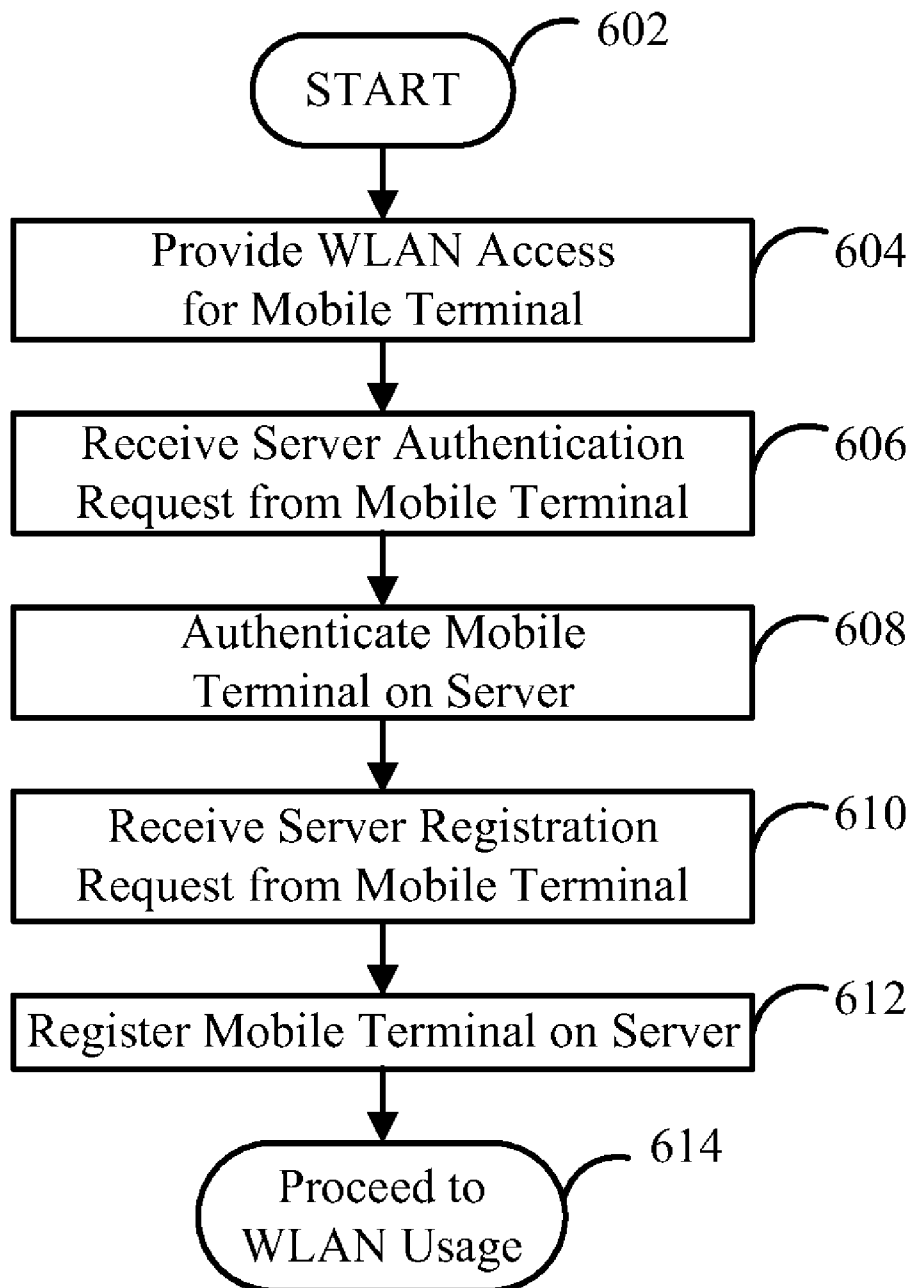 START
602
Provide WLAN Access
for Mobile Terminal
604
Receive Server Authentication
Request from Mobile Terminal
606
Authenticate Mobile
Terminal on Server
608
Receive Server Registration
Request from Mobile Terminal
610
Register Mobile Terminal on Server
612
Proceed to
WLAN Usage
614